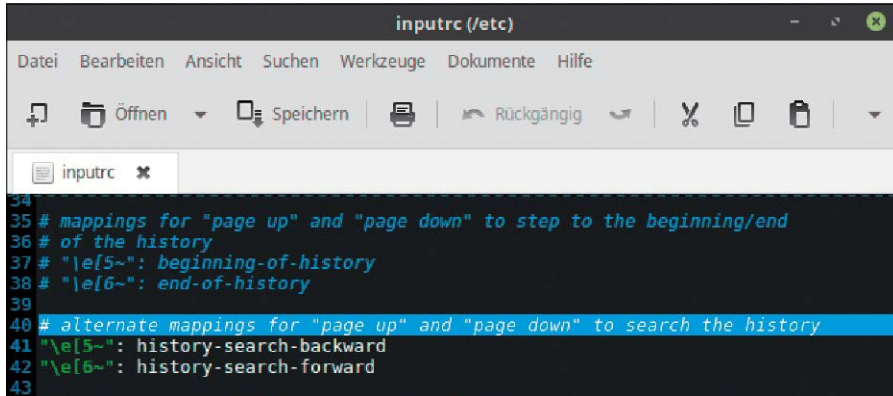 inputrc (/etc)
Datei Bearbeiten Ansicht Suchen Werkzeuge Dokumente Hilfe
Öffnen Speichern Rückgängig
inputrc
34
35 # mappings for "page up" and "page down" to step to the beginning/end
36 # of the history
37 # "\e[5~": beginning-of-history
38 # "\e[6~": end-of-history
39
40 # alternate mappings for "page up" and "page down" to search the history
41 "\e[5~": history-search-backward
42 "\e[6~": history-search-forward
43